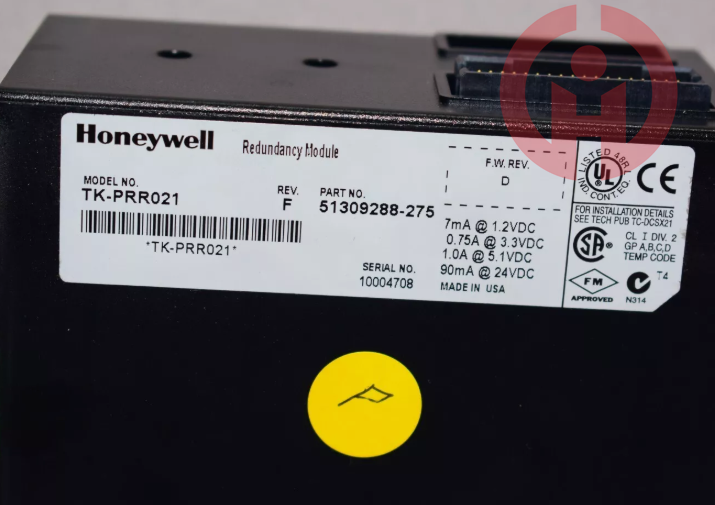 Honeywell
Redundancy Module
MODEL NO.
TK-PRR021
REV.
F
PART NO.
51309288-275
*TK-PRR021*
SERIAL NO.
10004708
F.W. REV.
D
7mA @ 1.2VDC
0.75A @ 3.3VDC
1.0A @ 5.1VDC
90mA @ 24VDC
MADE IN USA
LISTED 48R
UL
IND. CONT. EQ.
CE
FOR INSTALLATION DETAILS
SEE TECH PUB TC-DCSX21
SA
CL I DIV. 2
GP A,B,C,D
TEMP CODE
T4
FM
APPROVED
N314
P